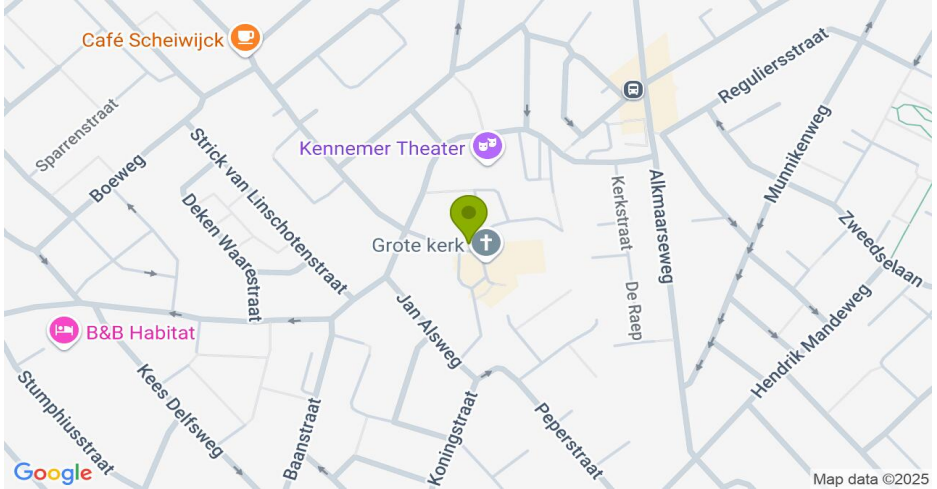 Café Scheiwijck
Reguliersstraat
Sparrenstraat
Kennemer Theater
Strick van Linschotenstraat
Munnikenweg
Boeweg
Kerkstraat
Alkmaarseweg
Deken Waarestraat
Zweedselaan
Grote kerk
De Raep
Jan Alsweg
Hendrik Mandeweg
B&B Habitat
Kees Delfsweg
Stumphiusstraat
Baanstraat
Koningstraat
Peperstraat
Google
Map data ©2025